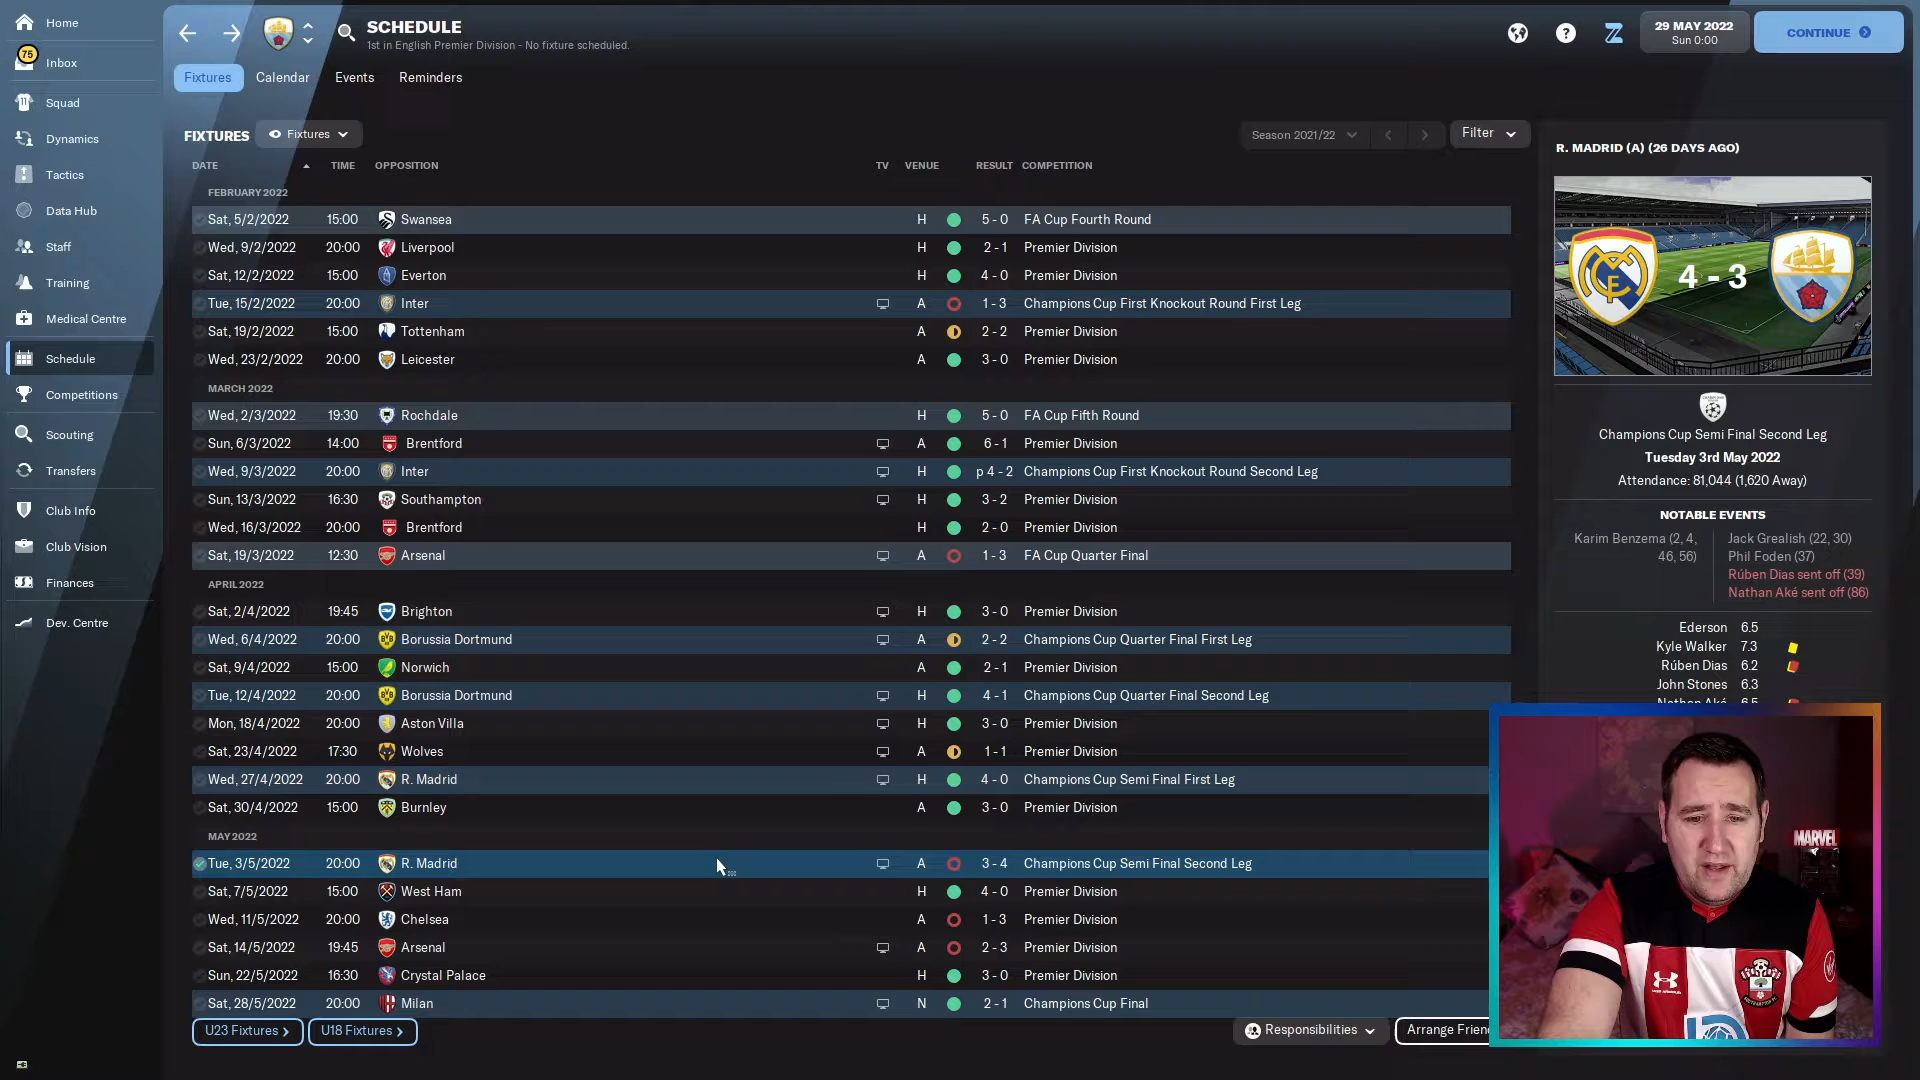 Home
SCHEDULE
1st in English Premier Division - No fixture scheduled.
29 MAY 2022
Sun 0:00
CONTINUE
75
Inbox
Squad
Dynamics
Tactics
Data Hub
Staff
Training
Medical Centre
Schedule
Competitions
Scouting
Transfers
Club Info
Club Vision
Finances
Dev. Centre
Fixtures Calendar Events Reminders
FIXTURES Fixtures Season 2021/22 Filter
DATE TIME OPPOSITION TV VENUE RESULT COMPETITION
FEBRUARY 2022
Sat, 5/2/2022 15:00 Swansea H 5 - 0 FA Cup Fourth Round
Wed, 9/2/2022 20:00 Liverpool H 2 - 1 Premier Division
Sat, 12/2/2022 15:00 Everton H 4 - 0 Premier Division
Tue, 15/2/2022 20:00 Inter A 1 - 3 Champions Cup First Knockout Round First Leg
Sat, 19/2/2022 15:00 Tottenham A 2 - 2 Premier Division
Wed, 23/2/2022 20:00 Leicester A 3 - 0 Premier Division
MARCH 2022
Wed, 2/3/2022 19:30 Rochdale H 5 - 0 FA Cup Fifth Round
Sun, 6/3/2022 14:00 Brentford A 6 - 1 Premier Division
Wed, 9/3/2022 20:00 Inter H p 4 - 2 Champions Cup First Knockout Round Second Leg
Sun, 13/3/2022 16:30 Southampton H 3 - 2 Premier Division
Wed, 16/3/2022 20:00 Brentford H 2 - 0 Premier Division
Sat, 19/3/2022 12:30 Arsenal A 1 - 3 FA Cup Quarter Final
APRIL 2022
Sat, 2/4/2022 19:45 Brighton H 3 - 0 Premier Division
Wed, 6/4/2022 20:00 Borussia Dortmund A 2 - 2 Champions Cup Quarter Final First Leg
Sat, 9/4/2022 15:00 Norwich A 2 - 1 Premier Division
Tue, 12/4/2022 20:00 Borussia Dortmund H 4 - 1 Champions Cup Quarter Final Second Leg
Mon, 18/4/2022 20:00 Aston Villa H 3 - 0 Premier Division
Sat, 23/4/2022 17:30 Wolves A 1 - 1 Premier Division
Wed, 27/4/2022 20:00 R. Madrid H 4 - 0 Champions Cup Semi Final First Leg
Sat, 30/4/2022 15:00 Burnley A 3 - 0 Premier Division
MAY 2022
Tue, 3/5/2022 20:00 R. Madrid A 3 - 4 Champions Cup Semi Final Second Leg
Sat, 7/5/2022 15:00 West Ham H 4 - 0 Premier Division
Wed, 11/5/2022 20:00 Chelsea A 1 - 3 Premier Division
Sat, 14/5/2022 19:45 Arsenal A 2 - 3 Premier Division
Sun, 22/5/2022 16:30 Crystal Palace H 3 - 0 Premier Division
Sat, 28/5/2022 20:00 Milan N 2 - 1 Champions Cup Final
U23 Fixtures U18 Fixtures Responsibilities Arrange Frien
R. MADRID (A) (26 DAYS AGO)
4 - 3
Champions Cup Semi Final Second Leg
Tuesday 3rd May 2022
Attendance: 81,044 (1,620 Away)
NOTABLE EVENTS
Karim Benzema (2, 4, 46, 56)
Jack Grealish (22, 30)
Phil Foden (37)
Rúben Dias sent off (39)
Nathan Aké sent off (86)
Ederson 6.5
Kyle Walker 7.3
Rúben Dias 6.2
John Stones 6.3
Nathan Aké 6.5
MARVEL